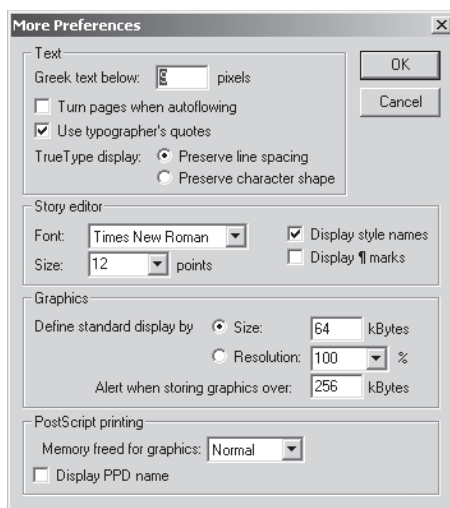 More Preferences
Text
OK
Greek text below: pixels
Cancel
Turn pages when autoflowing
Use typographer's quotes
TrueType display: Preserve line spacing
Preserve character shape
Story editor
Font: Times New Roman Display style names
Size: 12 points Display ¶ marks
Graphics
Define standard display by Size: 64 kBytes
Resolution: 100 %
Alert when storing graphics over: 256 kBytes
PostScript printing
Memory freed for graphics: Normal
Display PPD name